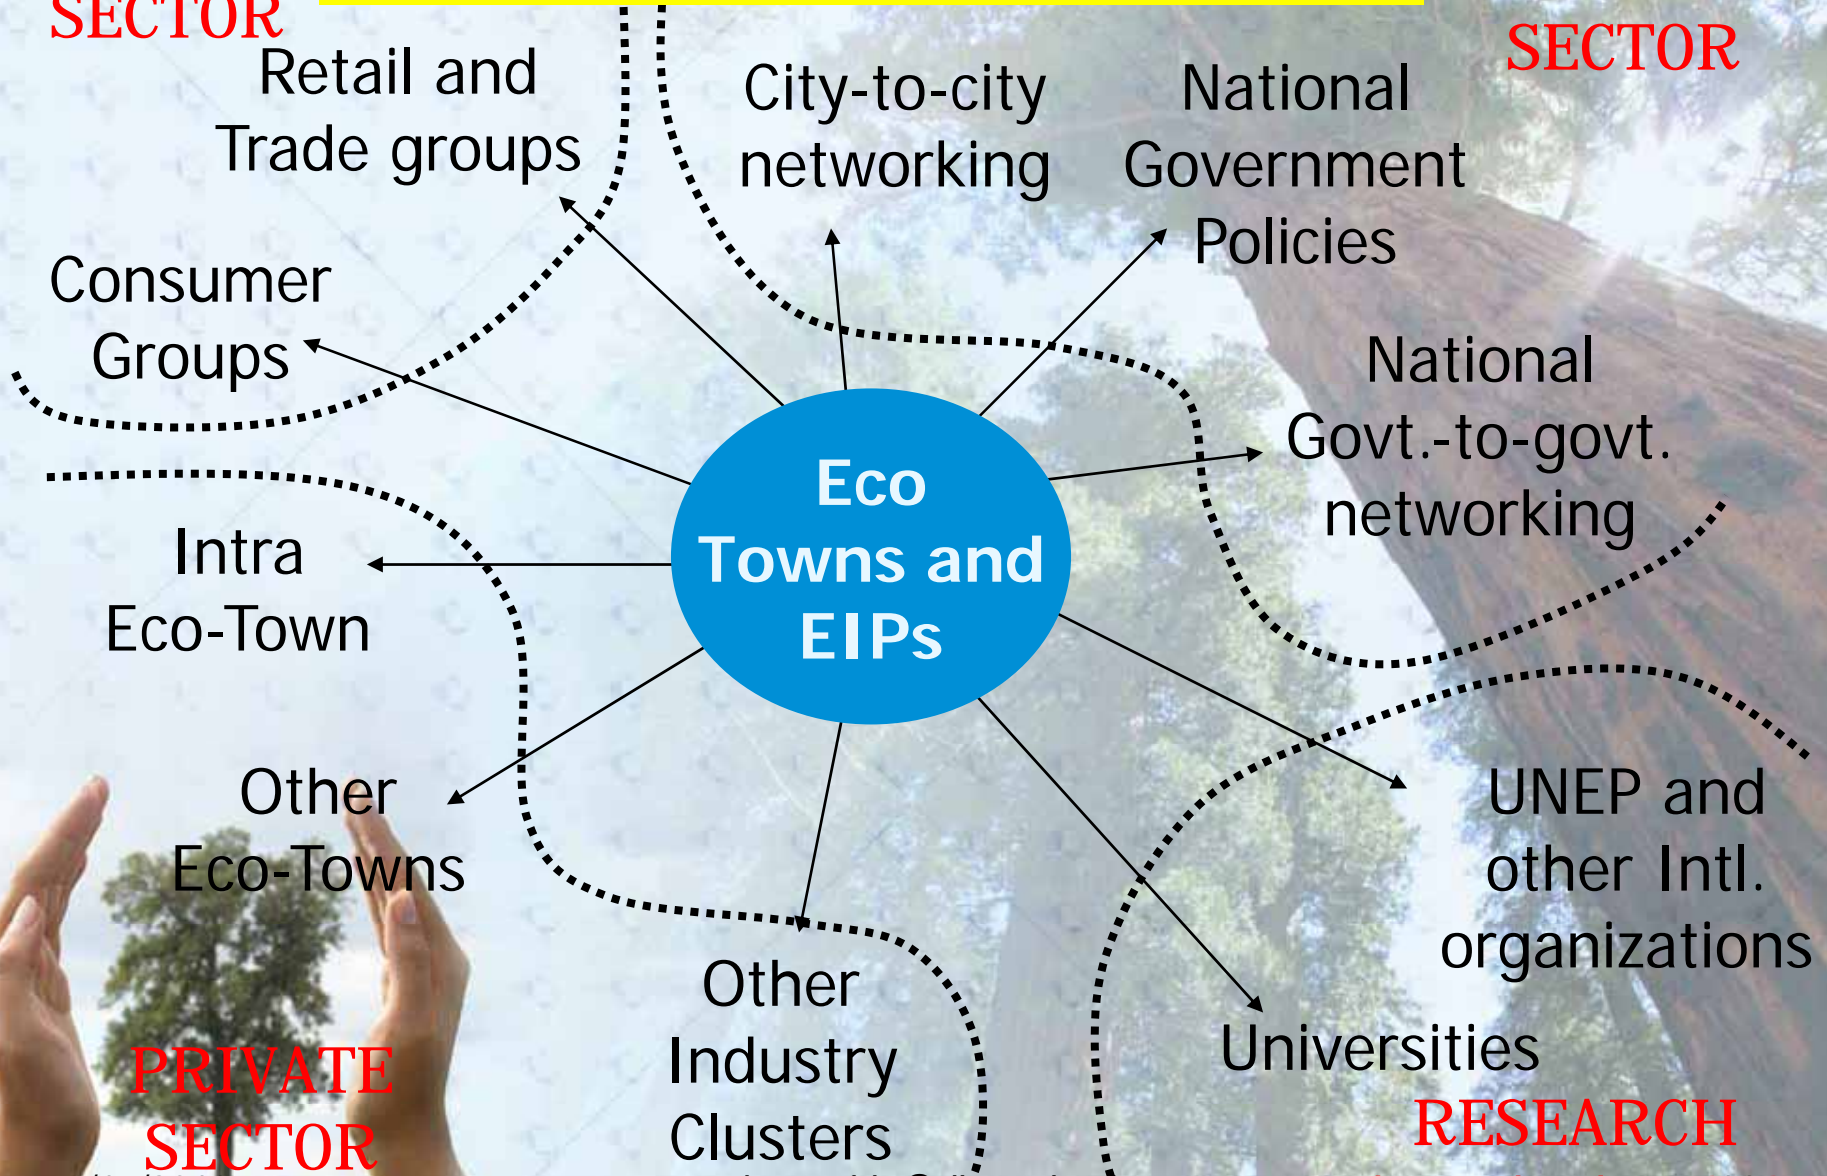 SECTOR
SECTOR
Retail and
Trade groups
City-to-city
networking
National
Government
Policies
Consumer
Groups
National
Govt.-to-govt.
networking
Eco
Towns and
EIPs
Intra
Eco-Town
Other
Eco-Towns
UNEP and
other Intl.
organizations
Other
Industry
Clusters
Universities
PRIVATE
SECTOR
RESEARCH